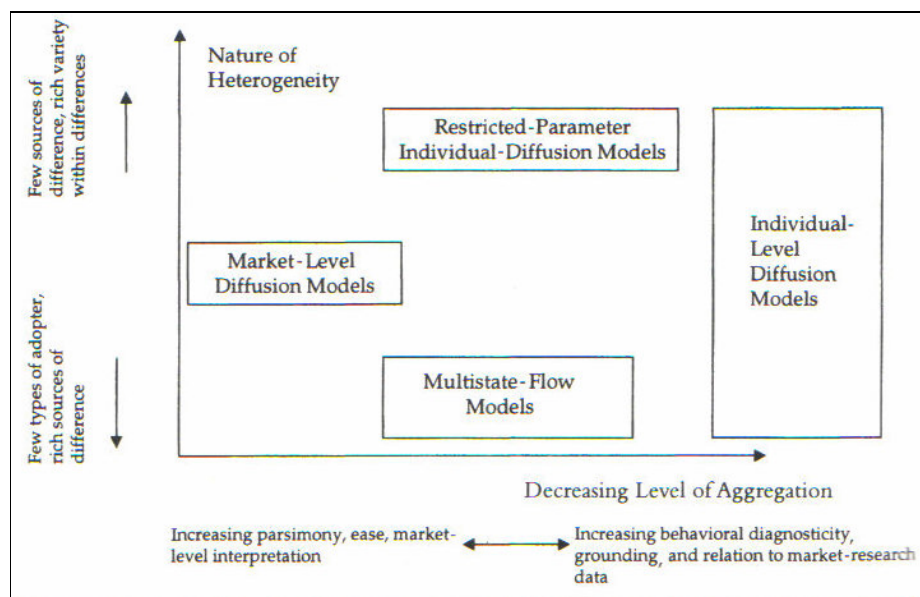 Nature of
Heterogeneity
Few sources of
difference, rich variety
within differences
Restricted-Parameter
Individual-Diffusion Models
Individual-
Level
Diffusion
Models
Market-Level
Diffusion Models
Few types of adopter,
rich sources of
difference
Multistate-Flow
Models
Decreasing Level of Aggregation
Increasing parsimony, ease, market-
level interpretation
Increasing behavioral diagnosticity,
grounding, and relation to market-research
data